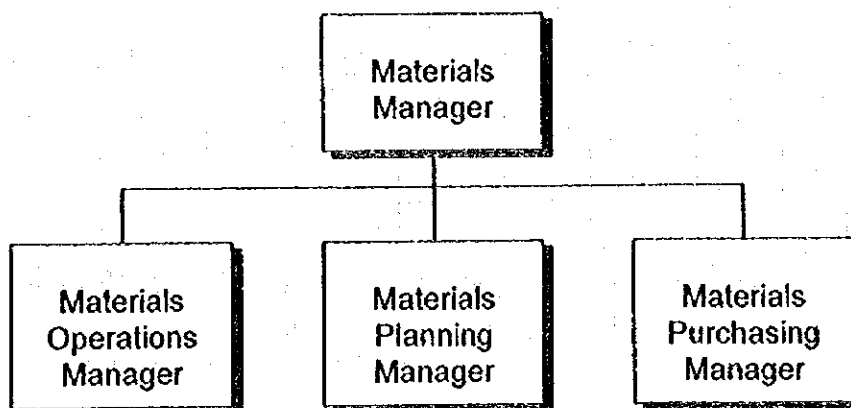 Materials
Manager
Materials
Operations
Manager
Materials
Planning
Manager
Materials
Purchasing
Manager